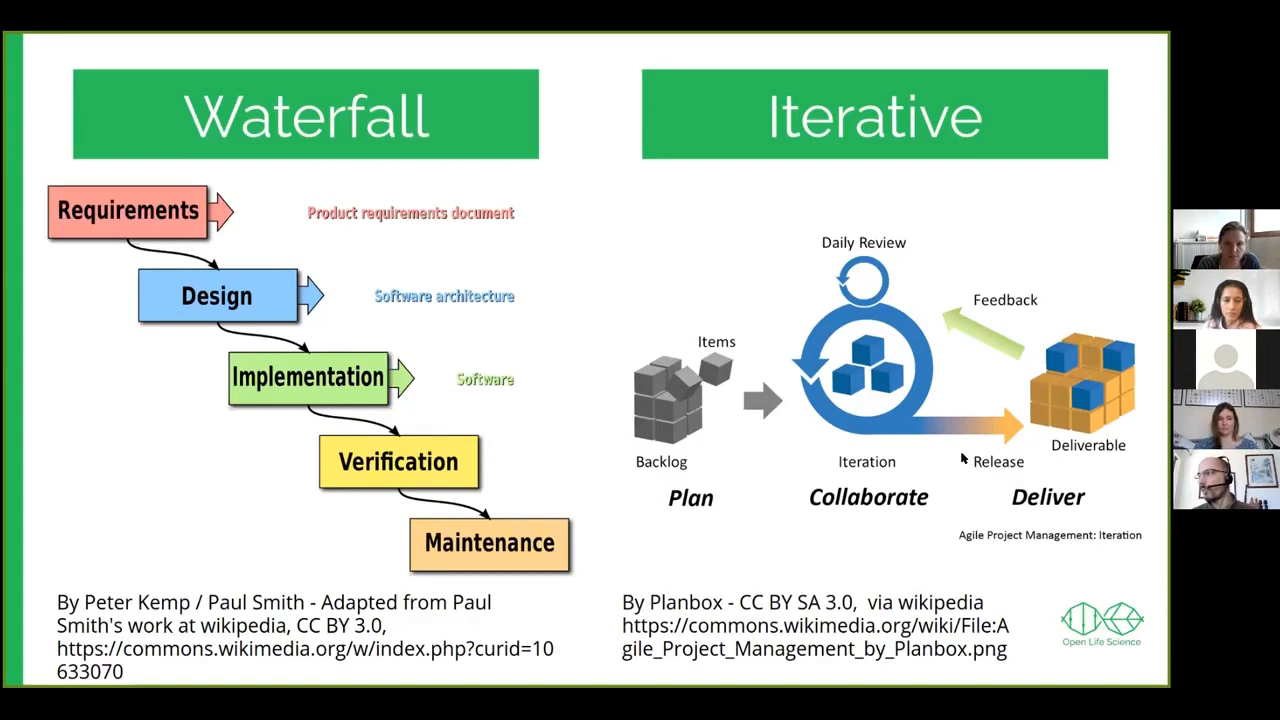 Waterfall
Requirements
Product requirements document
Design
Software architecture
Implementation
Software
Verification
Maintenance
By Peter Kemp / Paul Smith - Adapted from Paul
Smith's work at wikipedia, CC BY 3.0,
https://commons.wikimedia.org/w/index.php?curid=10
633070
Iterative
Daily Review
Feedback
Items
Backlog
Iteration
Release
Deliverable
Plan
Collaborate
Deliver
Agile Project Management: Iteration
By Planbox - CC BY SA 3.0, via wikipedia
https://commons.wikimedia.org/wiki/File:A
gile_Project_Management_by_Planbox.png
Open Life Science